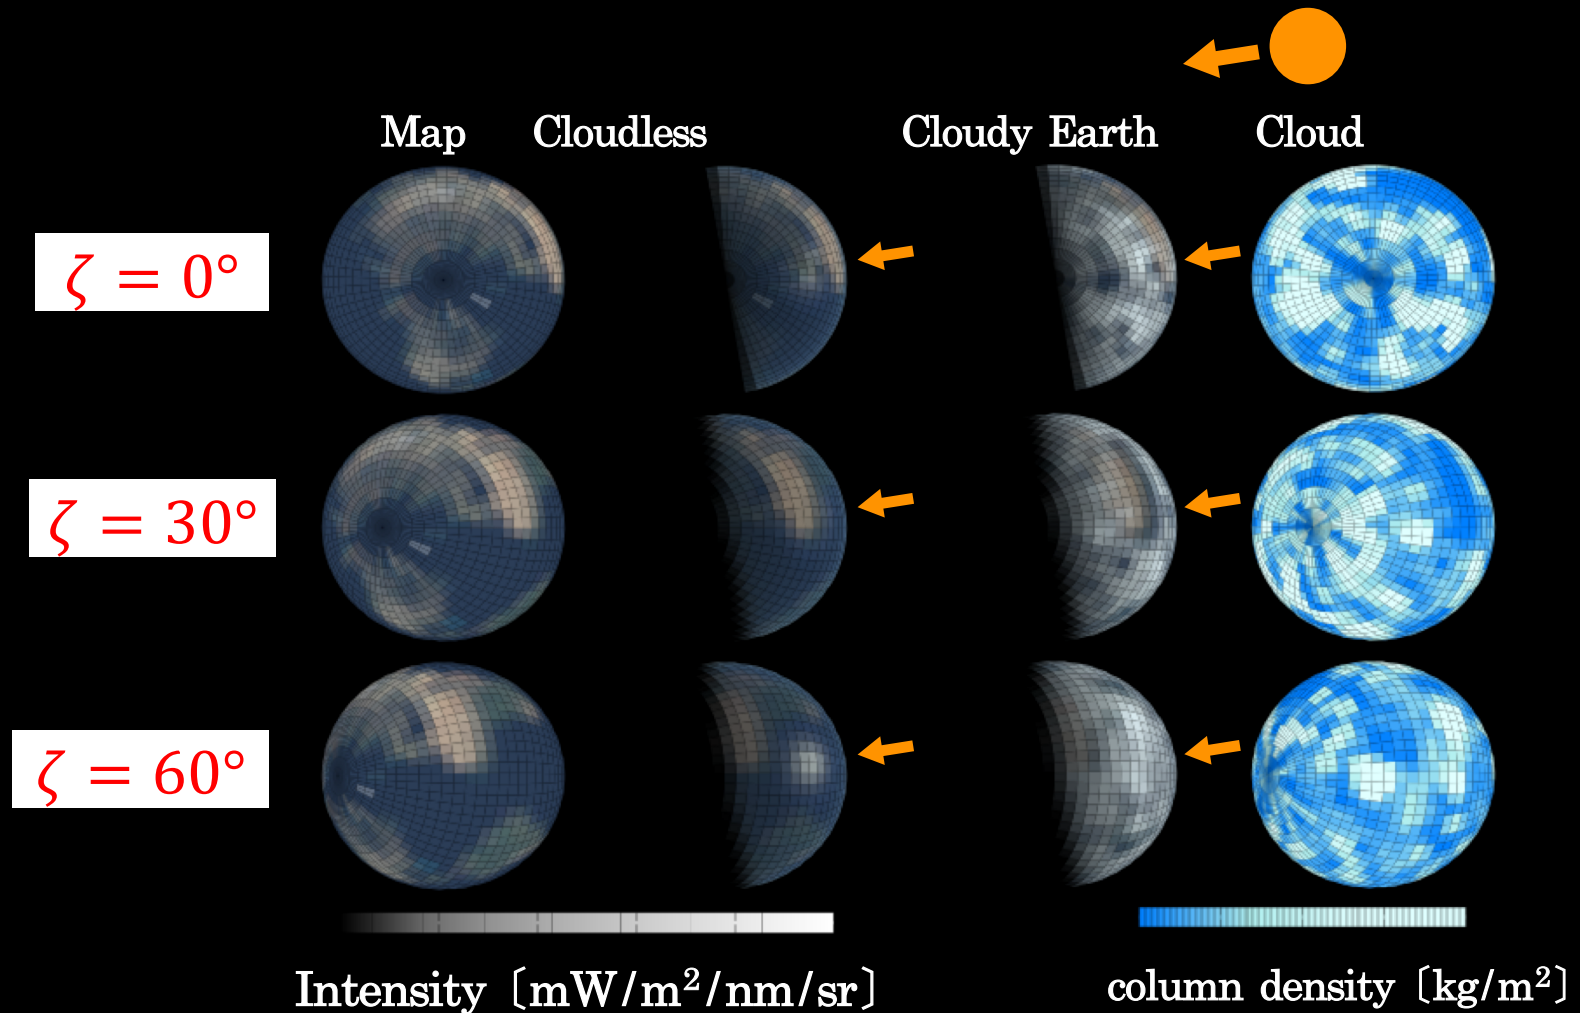 Map Cloudless Cloudy Earth Cloud
ζ = 0°
ζ = 30°
ζ = 60°
Intensity〔mW/m²/nm/sr〕 column density〔kg/m²〕